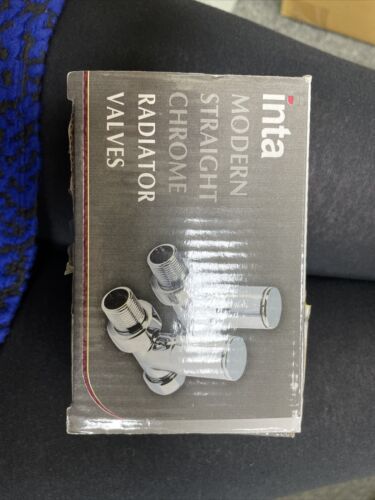 inta
MODERN
STRAIGHT
CHROME
RADIATOR
VALVES